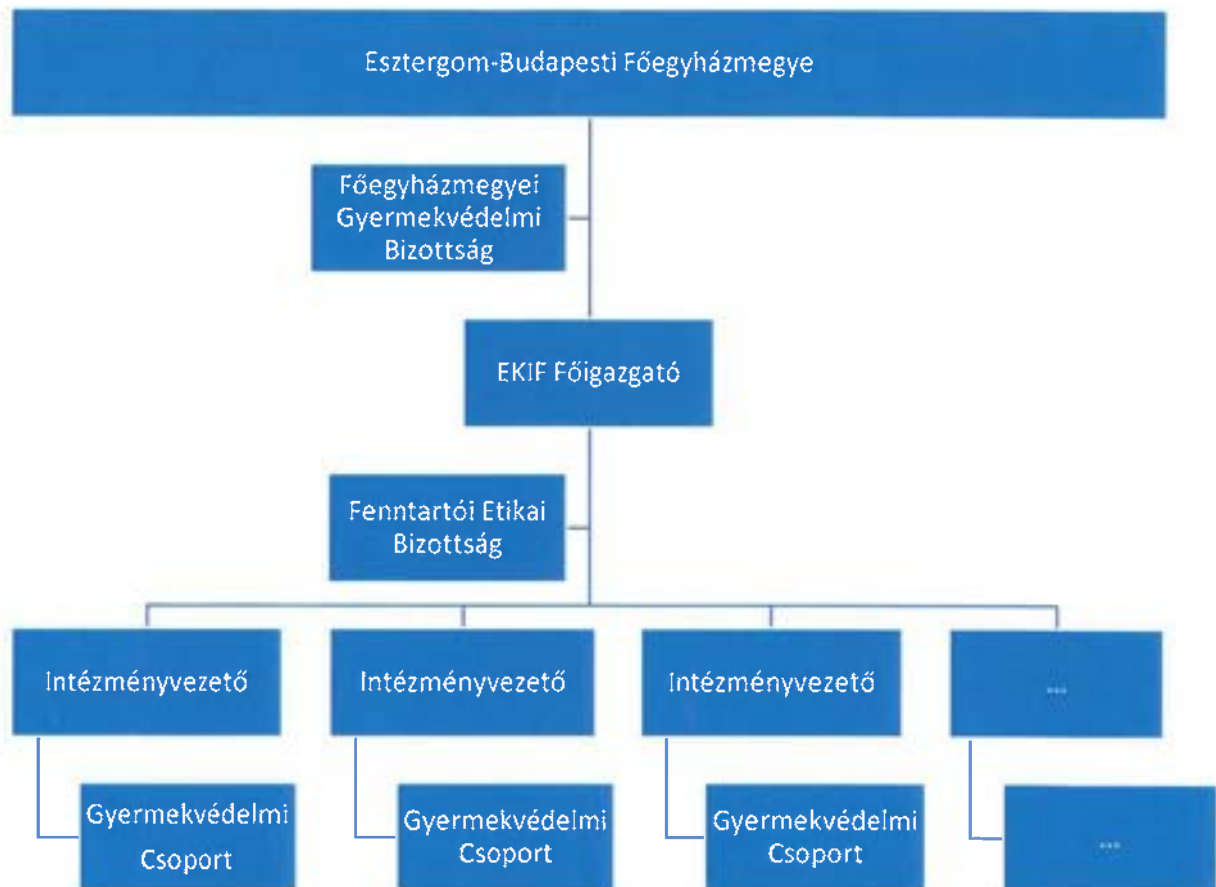 Esztergom-Budapesti Főegyházmegye
Főegyházmegyei
Gyermekvédelmi
Bizottság
EKIF Főigazgató
Fenntartói Etikai
Bizottság
Intézményvezető
Intézményvezető
Intézményvezető
...
Gyermekvédelmi
Csoport
Gyermekvédelmi
Csoport
Gyermekvédelmi
Csoport
...